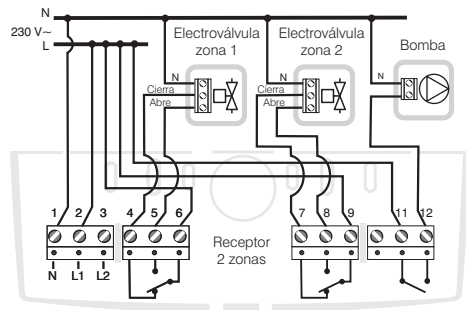 N
230 V~
L
Electroválvula
zona 1
Electroválvula
zona 2
Bomba
N
Cierra
Abre
N
Cierra
Abre
N
1 2 3 4 5 6 7 8 9 11 12
N L1 L2
Receptor
2 zonas